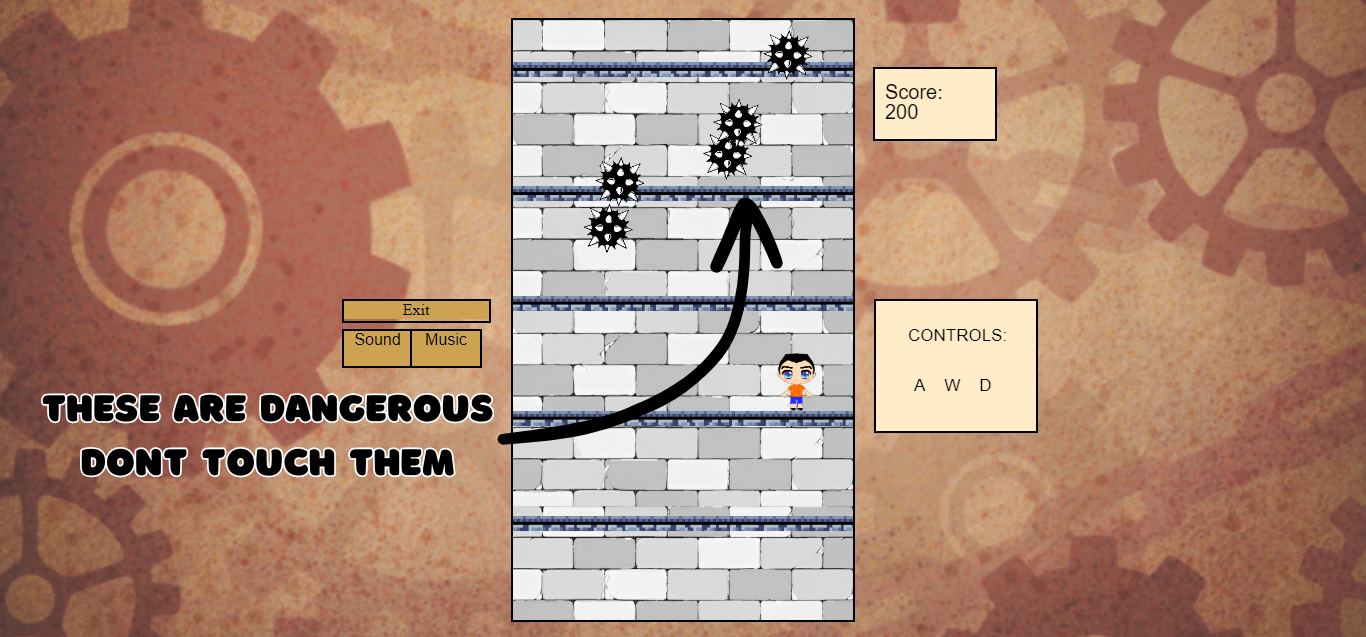 Score:
200
Exit
Sound Music
CONTROLS:
A W D
THESE ARE DANGEROUS
DONT TOUCH THEM